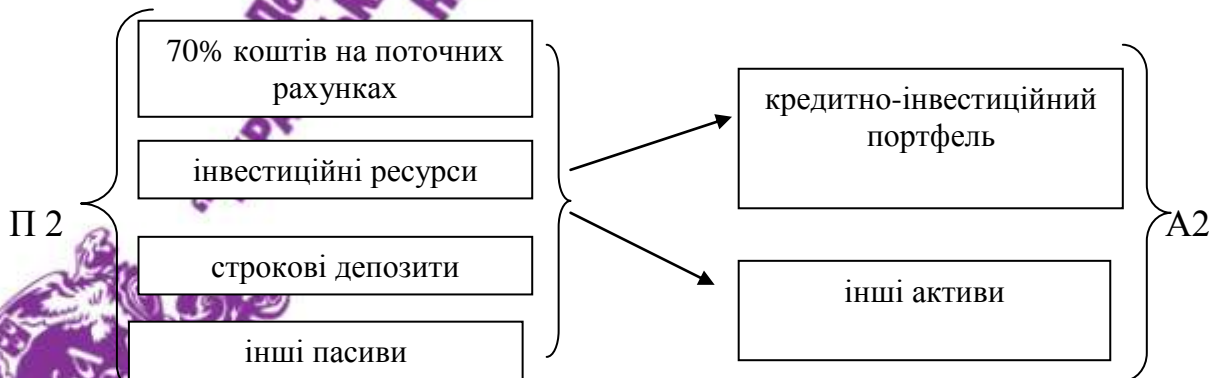 70% коштів на поточних
рахунках
інвестиційні ресурси
строкові депозити
інші пасиви
П 2
кредитно-інвестиційний
портфель
інші активи
А2